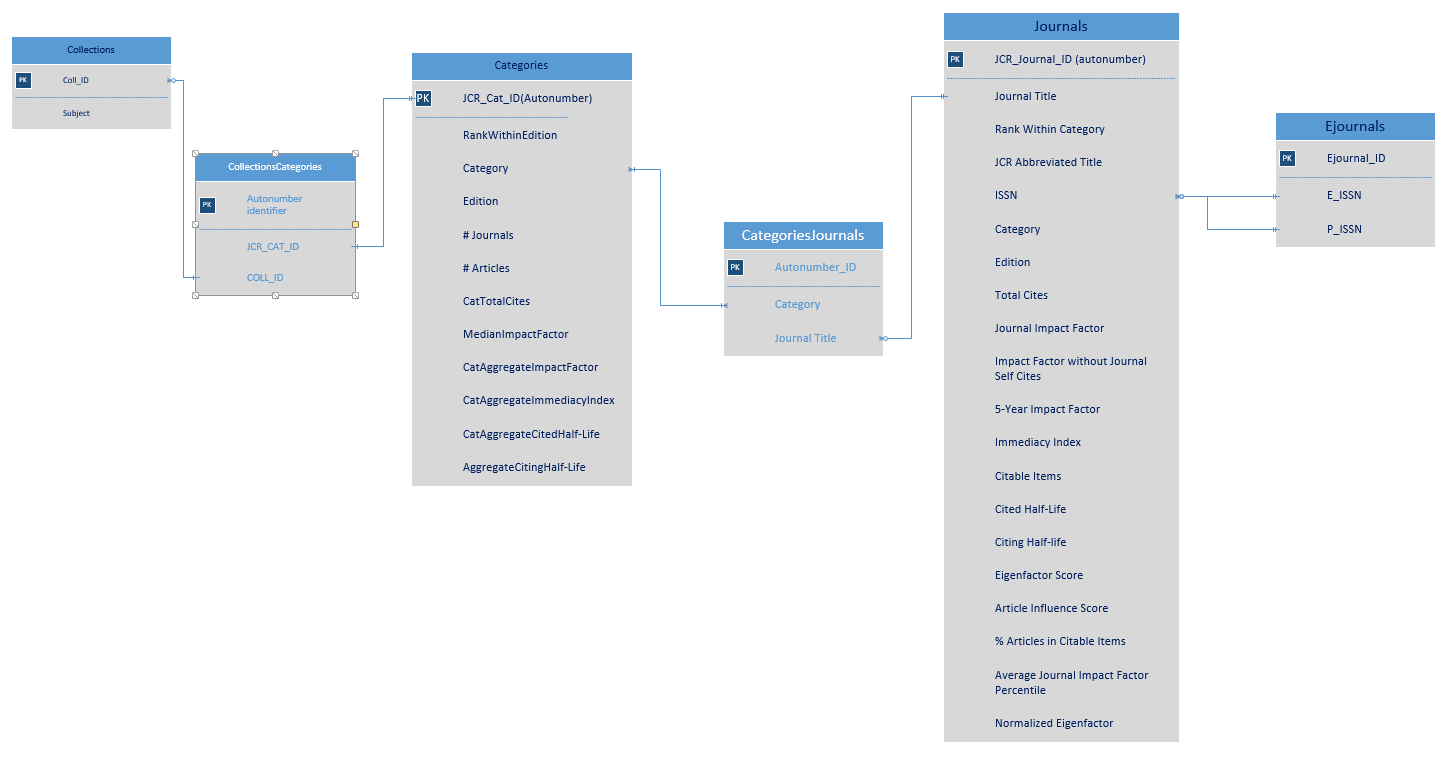 Collections
PK
Coll_ID
Subject
CollectionsCategories
PK
Autonumber
identifier
JCR_CAT_ID
COLL_ID
Categories
PK
JCR_Cat_ID(Autonumber)
RankWithinEdition
Category
Edition
# Journals
# Articles
CatTotalCites
MedianImpactFactor
CatAggregateImpactFactor
CatAggregateImmediacyIndex
CatAggregateCitedHalf-Life
AggregateCitingHalf-Life
CategoriesJournals
PK
Autonumber_ID
Category
Journal Title
Journals
PK
JCR_Journal_ID (autonumber)
Journal Title
Rank Within Category
JCR Abbreviated Title
ISSN
Category
Edition
Total Cites
Journal Impact Factor
Impact Factor without Journal
Self Cites
5-Year Impact Factor
Immediacy Index
Citable Items
Cited Half-Life
Citing Half-life
Eigenfactor Score
Article Influence Score
% Articles in Citable Items
Average Journal Impact Factor
Percentile
Normalized Eigenfactor
Ejournals
PK
Ejournal_ID
E_ISSN
P_ISSN